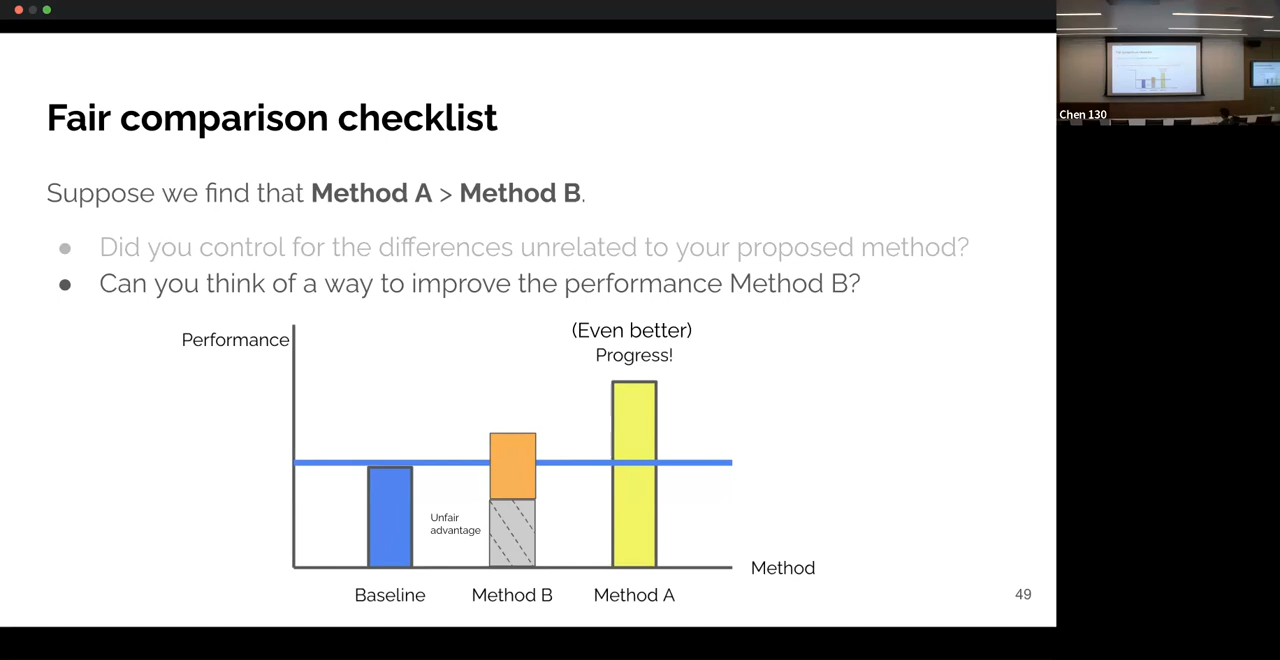 Fair comparison checklist
Suppose we find that Method A > Method B.
● Did you control for the differences unrelated to your proposed method?
● Can you think of a way to improve the performance Method B?
Performance
(Even better)
Progress!
Unfair
advantage
Method
Baseline
Method B
Method A
49
Chen 130